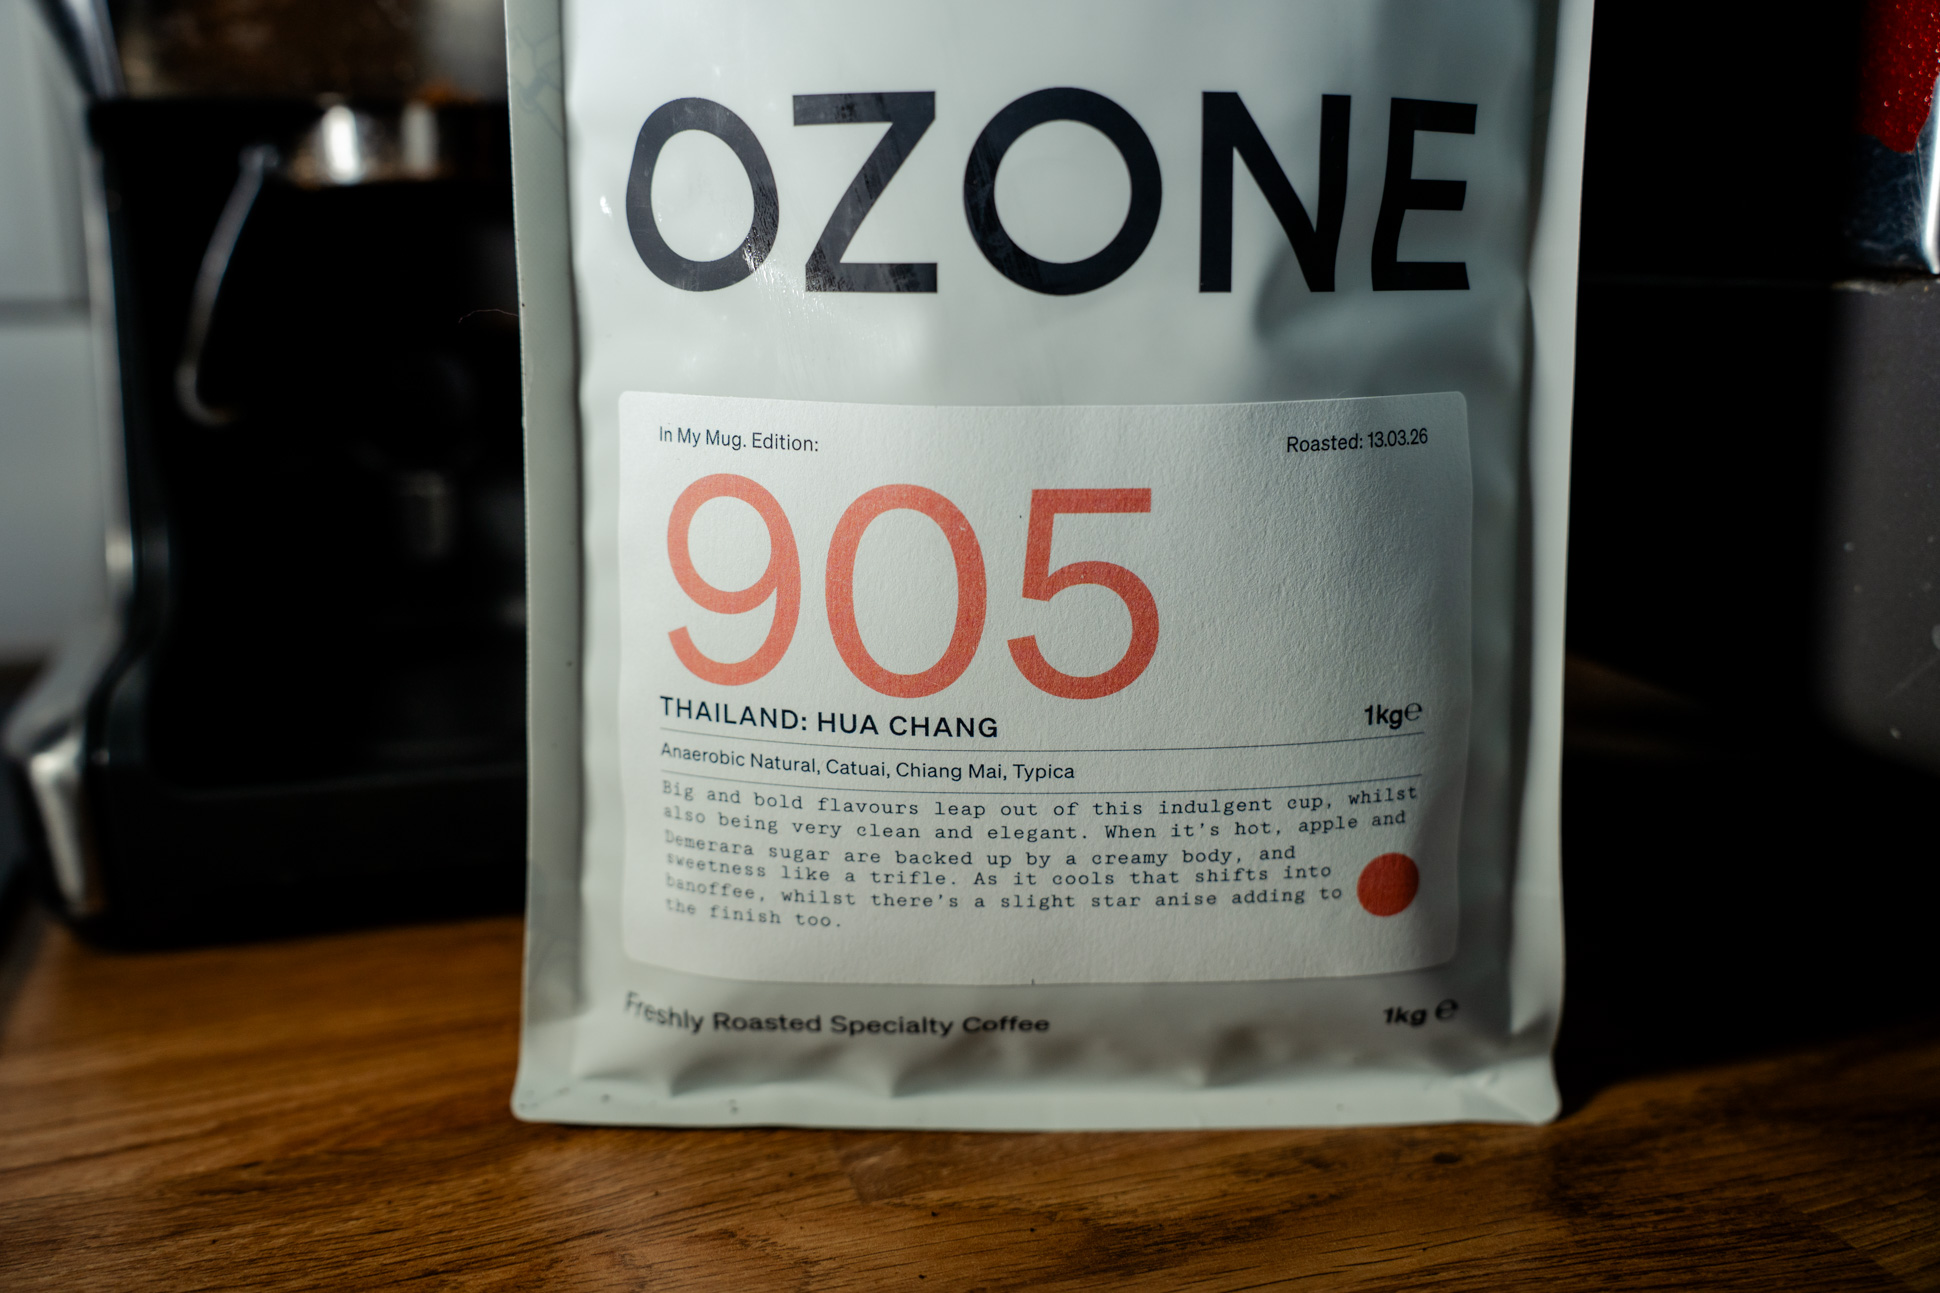 OZONE
In My Mug. Edition:
Roasted: 13.03.26
905
THAILAND: HUA CHANG
1kg℮
Anaerobic Natural, Catuai, Chiang Mai, Typica
Big and bold flavours leap out of this indulgent cup, whilst
also being very clean and elegant. When it's hot, apple and
Demerara sugar are backed up by a creamy body, and
sweetness like a trifle. As it cools that shifts into
banoffee, whilst there's a slight star anise adding to
the finish too.
Freshly Roasted Specialty Coffee
1kg ℮